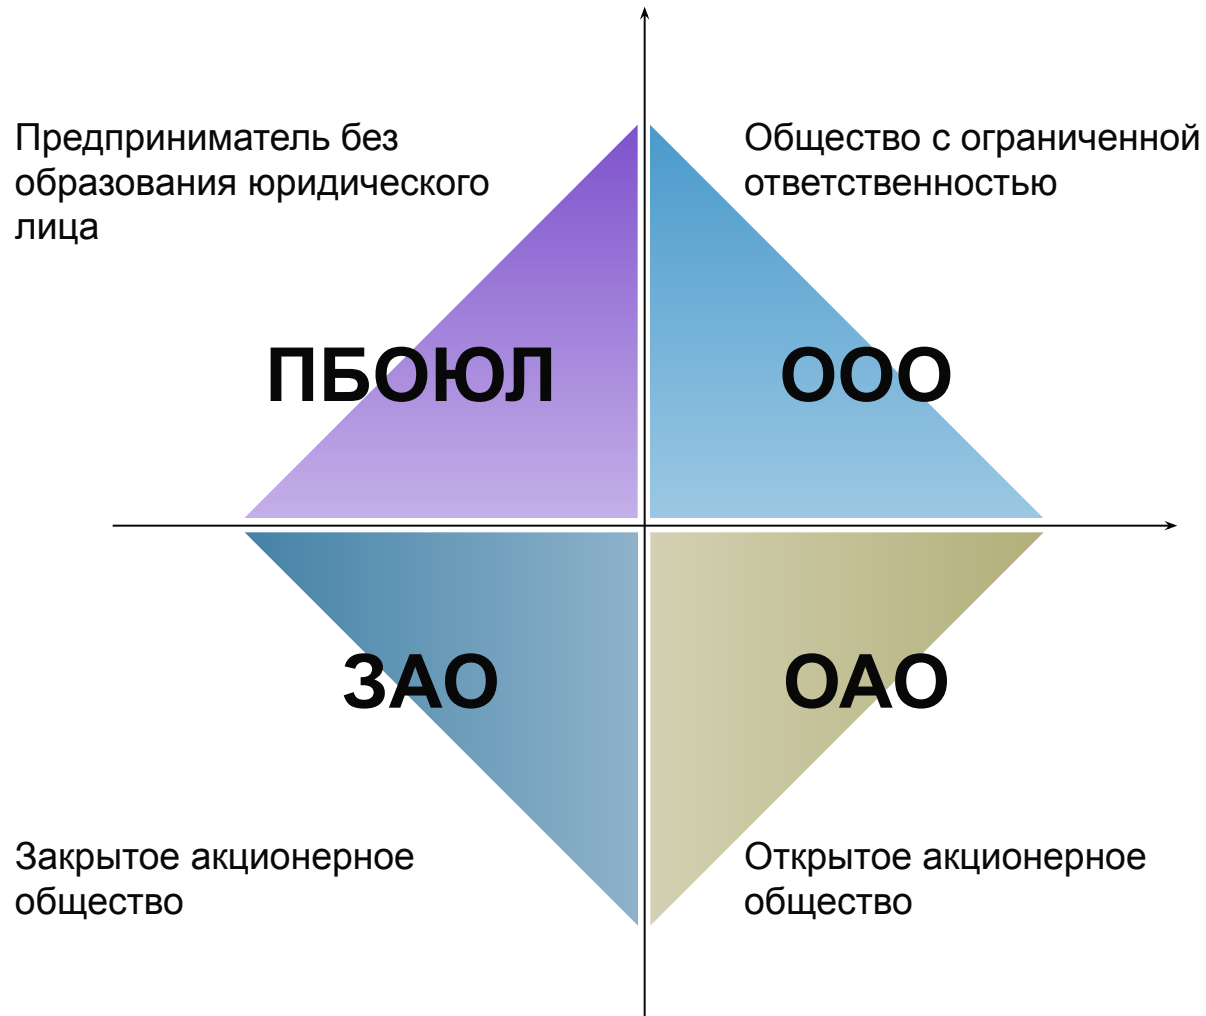 Предприниматель без
образования юридического
лица
Общество с ограниченной
ответственностью
ПБОЮЛ
ООО
ЗАО
ОАО
Закрытое акционерное
общество
Открытое акционерное
общество